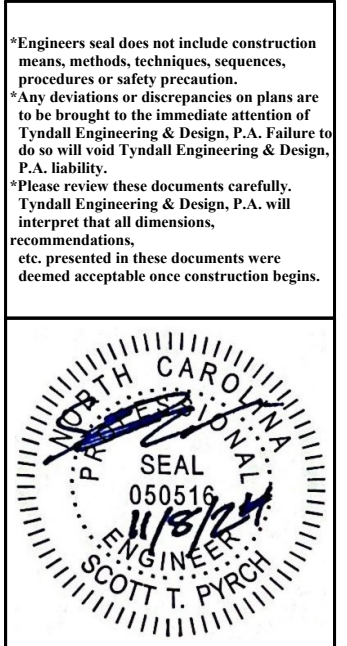 *Engineers seal does not include construction
means, methods, techniques, sequences,
procedures or safety precaution.
*Any deviations or discrepancies on plans are
to be brought to the immediate attention of
Tyndall Engineering & Design, P.A. Failure to
do so will void Tyndall Engineering & Design,
P.A. liability.
*Please review these documents carefully.
Tyndall Engineering & Design, P.A. will
interpret that all dimensions,
recommendations,
etc. presented in these documents were
deemed acceptable once construction begins.
NORTH CAROLINA
PROFESSIONAL
SEAL
050516
11/8/24
ENGINEER
SCOTT T. PYRCH